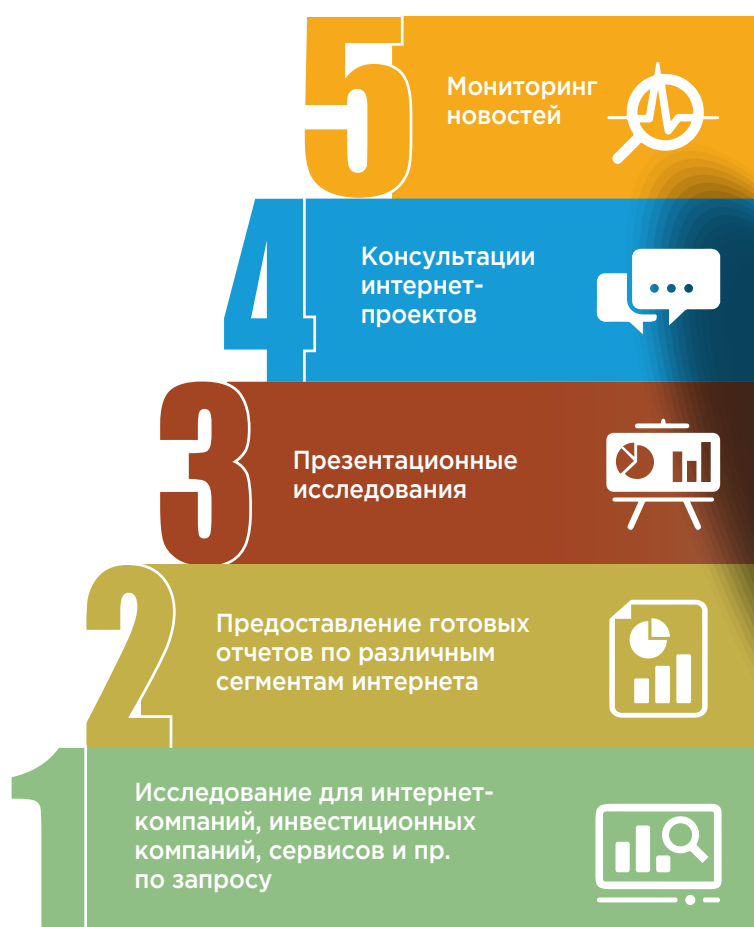 5
Мониторинг
новостей
4
Консультации
интернет-
проектов
3
Презентационные
исследования
2
Предоставление готовых
отчетов по различным
сегментам интернета
1
Исследование для интернет-
компаний, инвестиционных
компаний, сервисов и пр.
по запросу